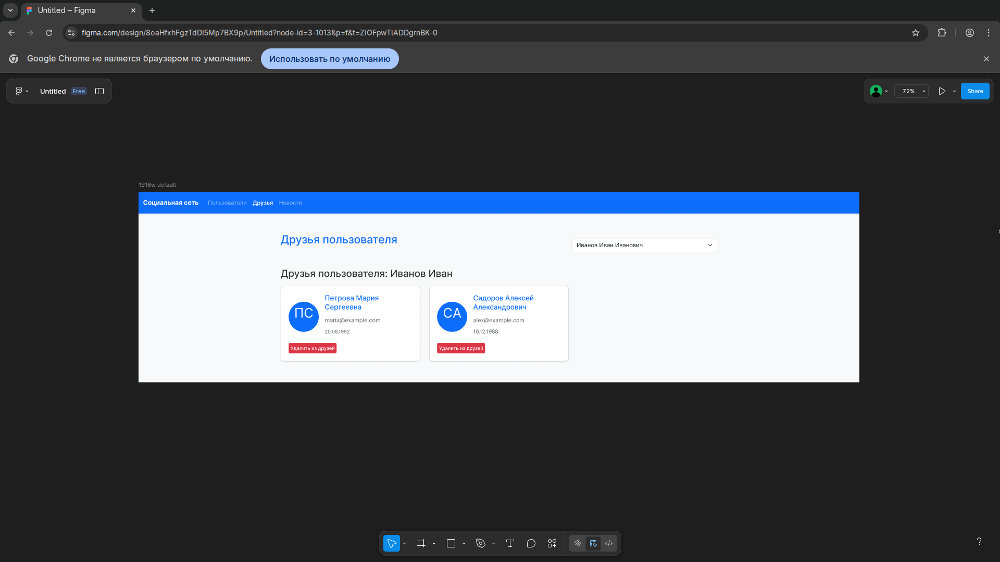 Untitled – Figma
figma.com/design/8oaHfxhFgzTdDI5Mp7BX9p/Untitled?node-id=3-1013&p=f&t=ZIOFpwTlADDgrnBK-0
Google Chrome не является браузером по умолчанию.
Использовать по умолчанию
Untitled
Free
72%
Share
1916w default
Социальная сеть
Пользователи
Друзья
Новости
Друзья пользователя
Иванов Иван Иванович
Друзья пользователя: Иванов Иван
ПС
Петрова Мария
Сергеевна
maria@example.com
20.08.1992
Удалить из друзей
СА
Сидоров Алексей
Александрович
alex@example.com
10.12.1988
Удалить из друзей
?